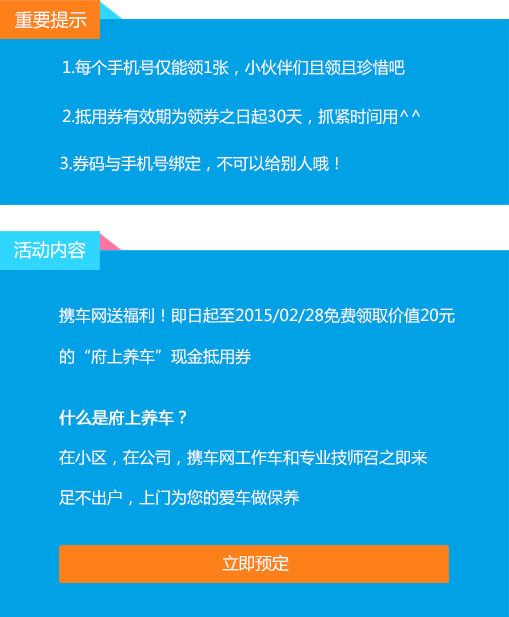 重要提示
1.每个手机号仅能领1张，小伙伴们且领且珍惜吧
2.抵用券有效期为领券之日起30天，抓紧时间用^^
3.券码与手机号绑定，不可以给别人哦！
活动内容
携车网送福利！即日起至2015/02/28免费领取价值20元
的“府上养车”现金抵用券
什么是府上养车？
在小区，在公司，携车网工作车和专业技师召之即来
足不出户，上门为您的爱车做保养
立即预定